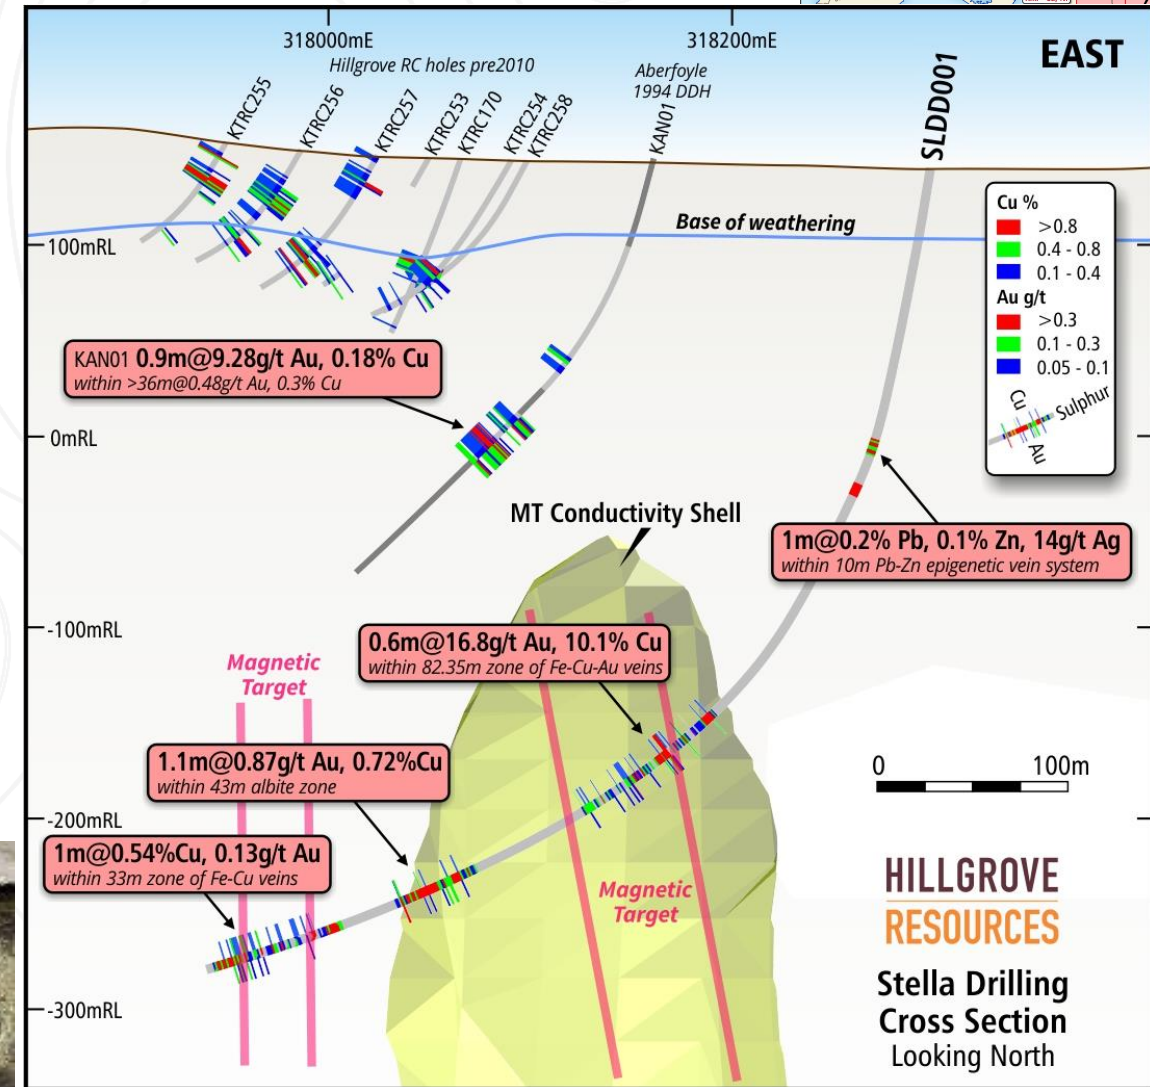 318000mE
318200mE
EAST
Hillgrove RC holes pre2010
Aberfoyle
1994 DDH
KTRC255
KTRC256
KTRC257
KTRC253
KTRC170
KTRC254
KTRC258
KAN01
SLDD001
Base of weathering
100mRL
Cu %
>0.8
0.4 - 0.8
0.1 - 0.4
Au g/t
>0.3
0.1 - 0.3
0.05 - 0.1
Cu
Sulphur
Au
KAN01 0.9m@9.28g/t Au, 0.18% Cu
within >36m@0.48g/t Au, 0.3% Cu
0mRL
MT Conductivity Shell
1m@0.2% Pb, 0.1% Zn, 14g/t Ag
within 10m Pb-Zn epigenetic vein system
-100mRL
0.6m@16.8g/t Au, 10.1% Cu
within 82.35m zone of Fe-Cu-Au veins
Magnetic
Target
1.1m@0.87g/t Au, 0.72%Cu
within 43m albite zone
0 100m
-200mRL
1m@0.54%Cu, 0.13g/t Au
within 33m zone of Fe-Cu veins
Magnetic
Target
HILLGROVE
RESOURCES
Stella Drilling
Cross Section
Looking North
-300mRL